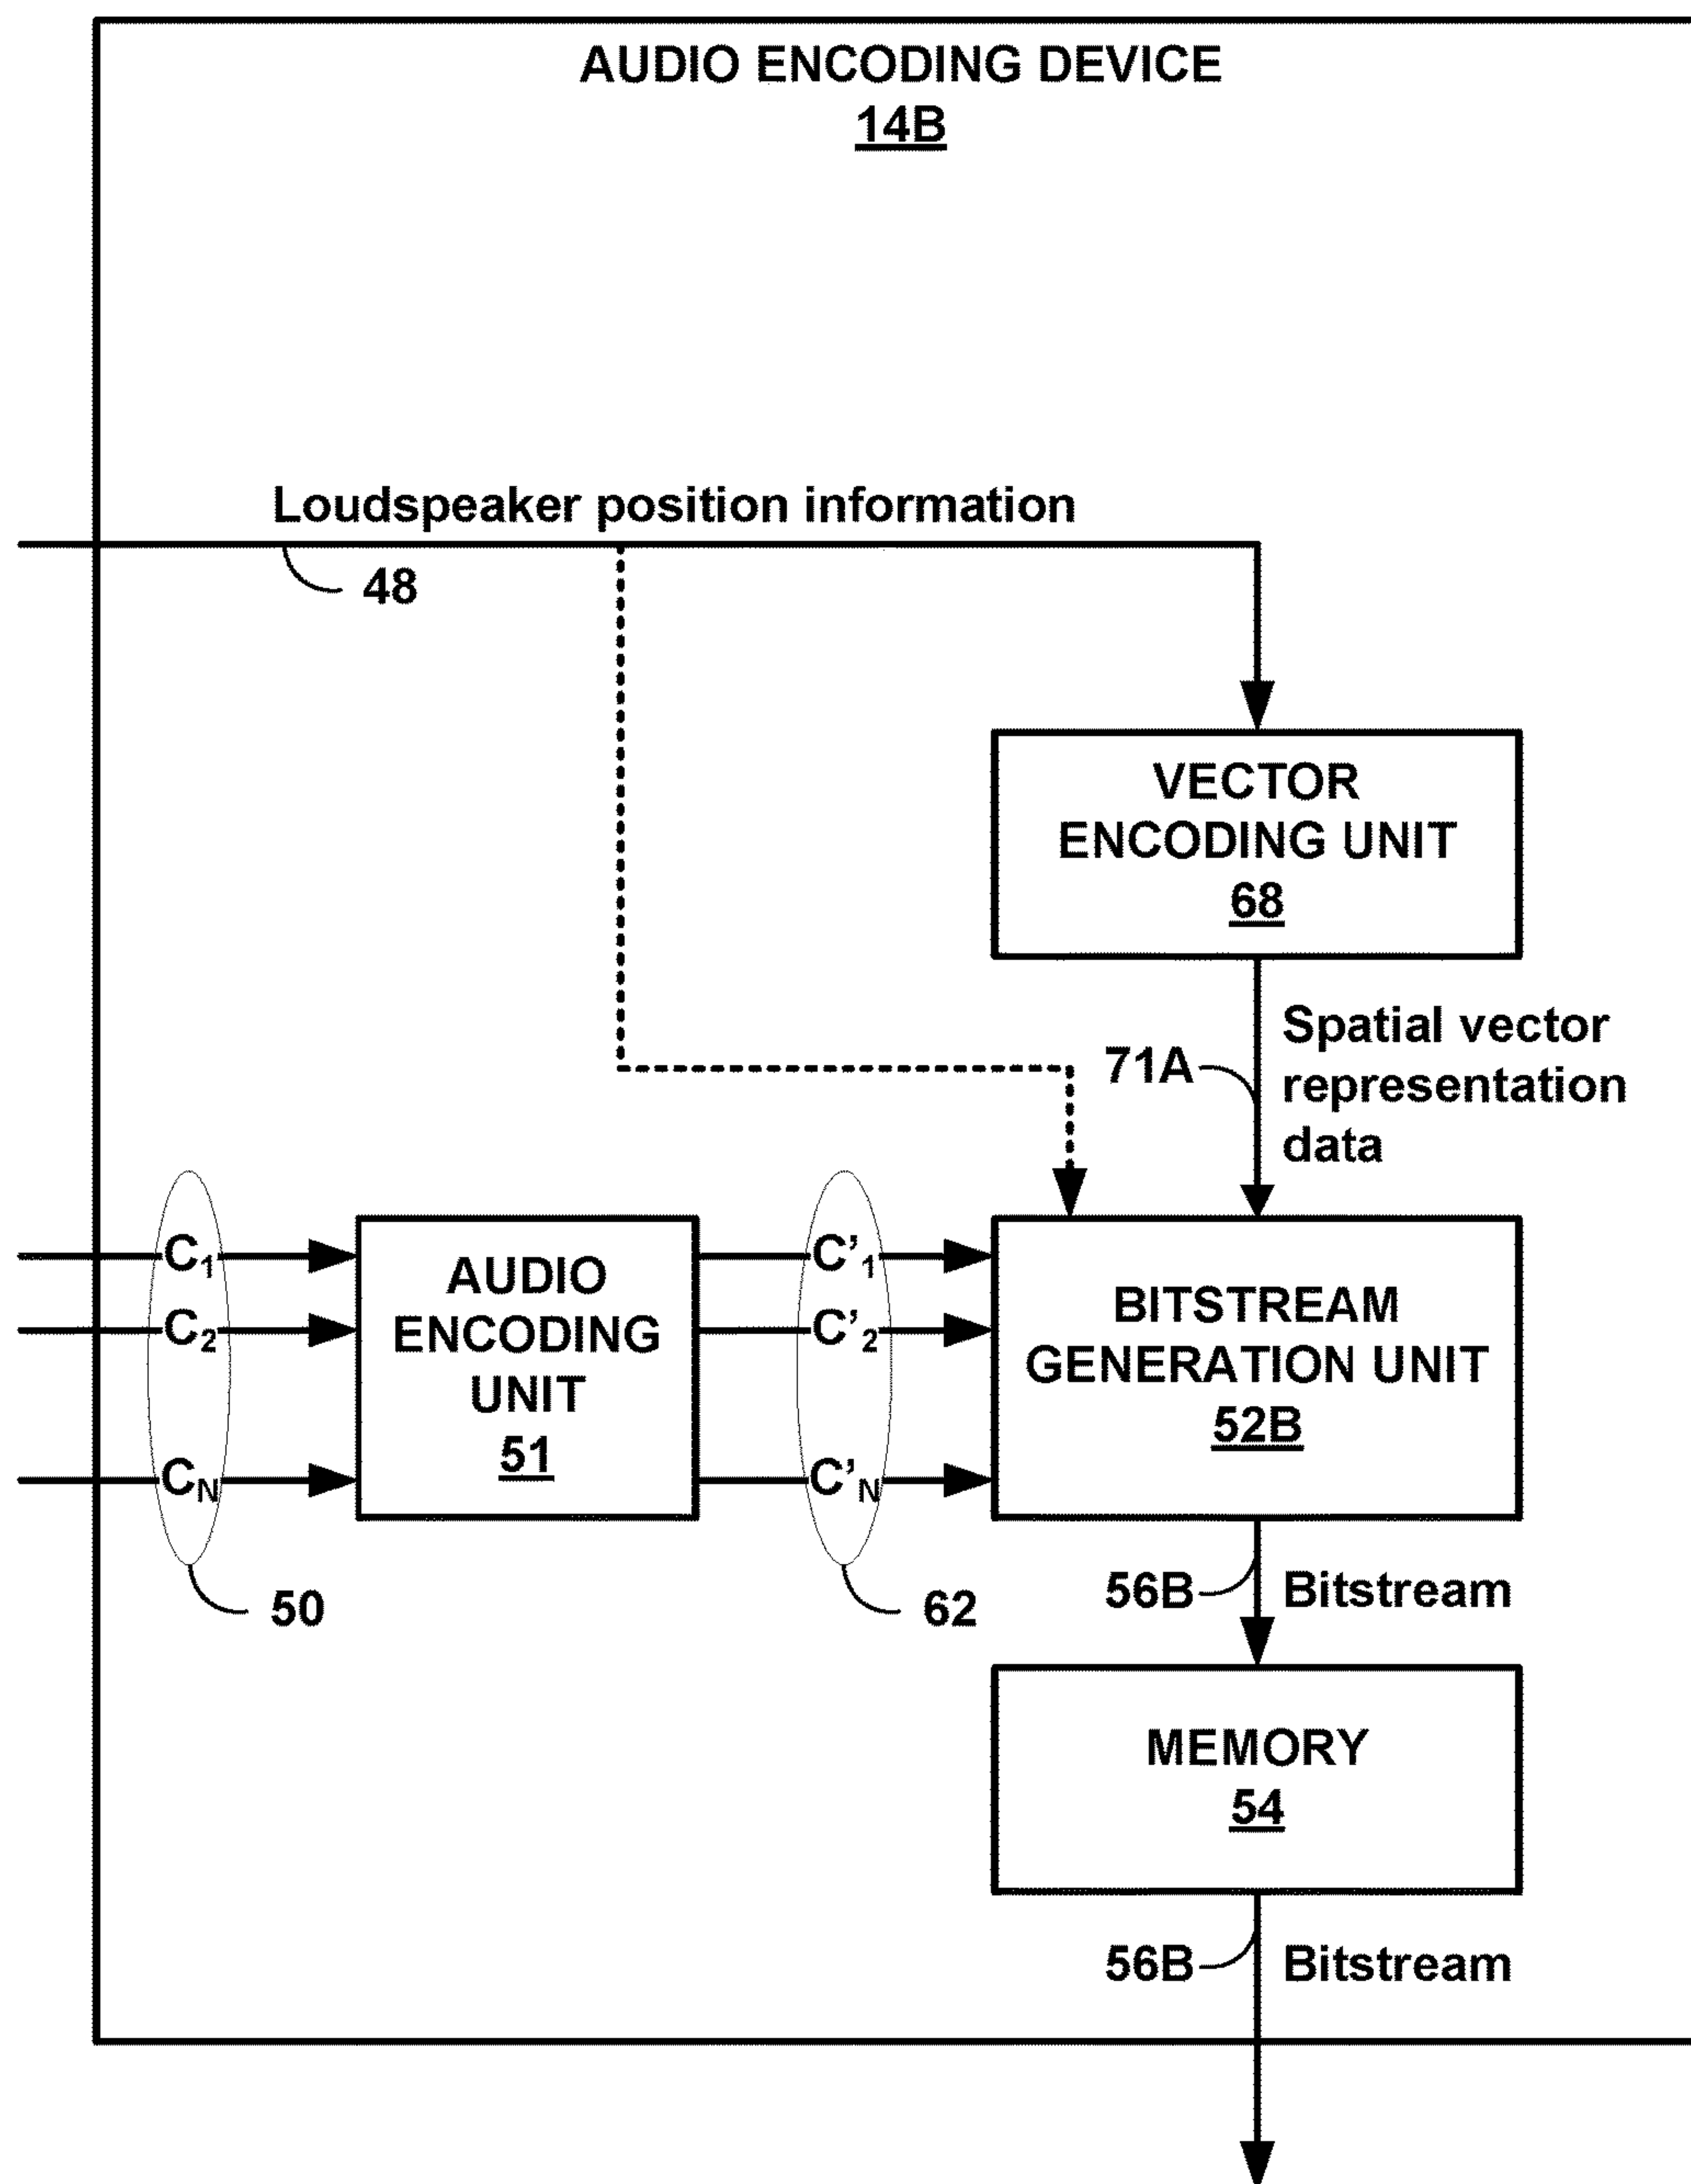 AUDIO ENCODING DEVICE
14B
Loudspeaker position information
48
VECTOR
ENCODING UNIT
68
71A
Spatial vector
representation
data
C1
C2
CN
50
AUDIO
ENCODING
UNIT
51
C'1
C'2
C'N
62
BITSTREAM
GENERATION UNIT
52B
56B
Bitstream
MEMORY
54
56B
Bitstream